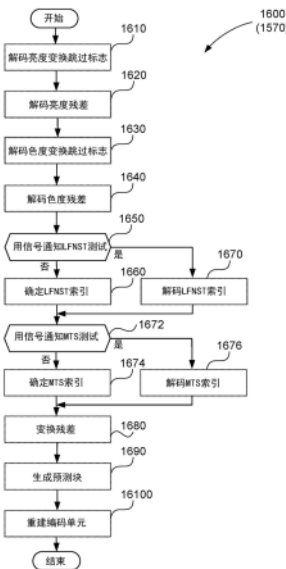 1600
(1570)
开始
1610
解码亮度变换跳过标志
1620
解码亮度残差
1630
解码色度变换跳过标志
1640
解码色度残差
1650
用信号通知LFNST测试
是
否
1660
1670
确定LFNST索引
解码LFNST索引
1672
用信号通知MTS测试
是
否
1674
1676
确定MTS索引
解码MTS索引
变换残差
1680
1690
生成预测块
16100
重建编码单元
结束